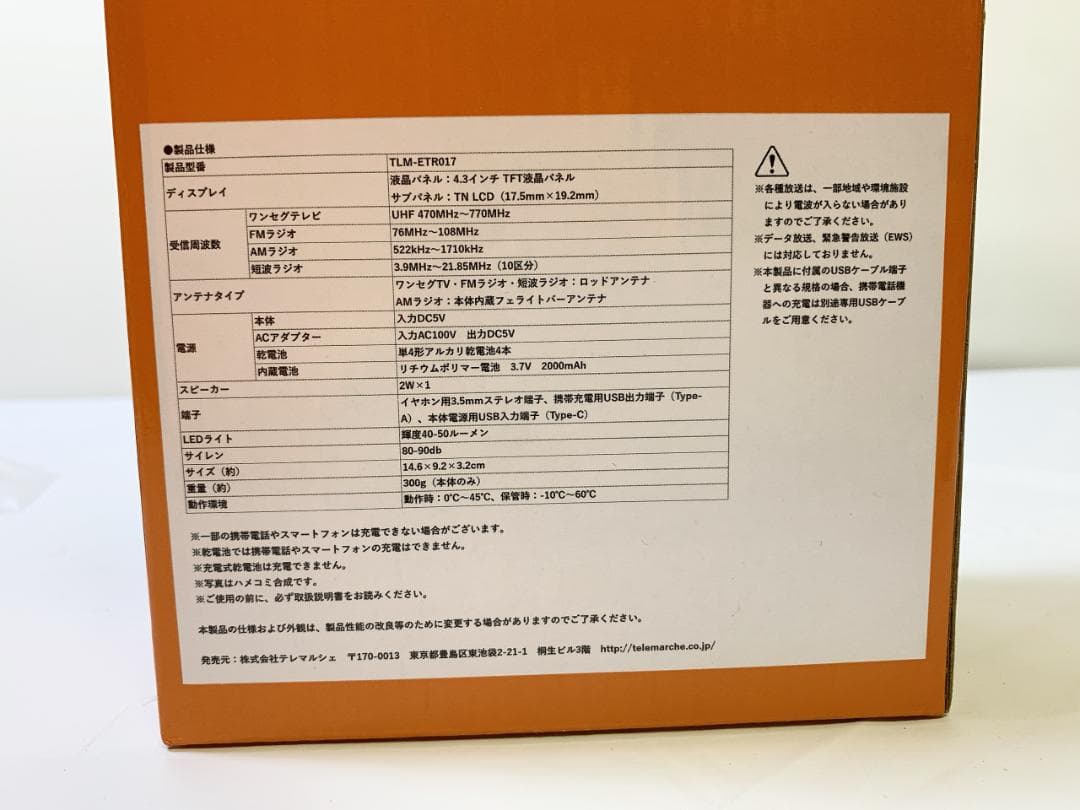 ●製品仕様
製品型番 TLM-ETR017
ディスプレイ 液晶パネル：4.3インチ TFT液晶パネル
サブパネル：TN LCD（17.5mm×19.2mm）
受信周波数 ワンセグテレビ UHF 470MHz～770MHz
FMラジオ 76MHz～108MHz
AMラジオ 522kHz～1710kHz
短波ラジオ 3.9MHz～21.85MHz（10区分）
アンテナタイプ ワンセグTV・FMラジオ・短波ラジオ：ロッドアンテナ
AMラジオ：本体内蔵フェライトバーアンテナ
電源 本体 入力DC5V
ACアダプター 入力AC100V 出力DC5V
乾電池 単4形アルカリ乾電池4本
内蔵電池 リチウムポリマー電池 3.7V 2000mAh
スピーカー 2W×1
端子 イヤホン用3.5mmステレオ端子、携帯充電用USB出力端子（Type-
A）、本体電源用USB入力端子（Type-C）
LEDライト 輝度40-50ルーメン
サイレン 80-90db
サイズ（約） 14.6×9.2×3.2cm
重量（約） 300g（本体のみ）
動作環境 動作時：0℃～45℃、保管時：-10℃～60℃
※一部の携帯電話やスマートフォンは充電できない場合がございます。
※乾電池では携帯電話やスマートフォンの充電はできません。
※充電式乾電池は充電できません。
※写真はハメコミ合成です。
※ご使用の前に、必ず取扱説明書をお読みください。
本製品の仕様および外観は、製品性能の改良等のために変更する場合がありますのでご了承ください。
発売元：株式会社テレマルシェ 〒170-0013 東京都豊島区東池袋2-21-1 桐生ビル3階 http://telemarche.co.jp/
※各種放送は、一部地域や環境施設
により電波が入らない場合があり
ますのでご了承ください。
※データ放送、緊急警告放送（EWS）
には対応しておりません。
※本製品に付属のUSBケーブル端子
と異なる規格の場合、携帯電話機
器への充電は別途専用USBケーブ
ルをご用意ください。